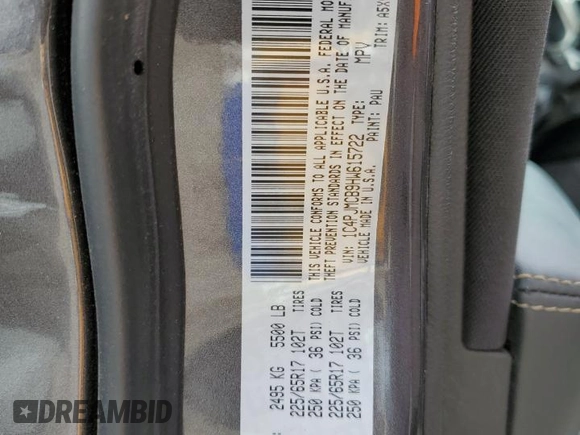 2495 KG 5500 LB
225/65R17 102T TIRES
250 KPA ( 36 PSI) COLD
225/65R17 102T TIRES
250 KPA ( 36 PSI) COLD
THIS VEHICLE CONFORMS TO ALL APPLICABLE U.S.A. FEDERAL MO
THEFT PREVENTION STANDARDS IN EFFECT ON THE DATE OF MANUF
VIN: 1C4PJMCB9HW615722 TYPE: MPV
VEHICLE MADE IN U.S.A. PAINT: PAU TRIM: A5X
DREAMBID